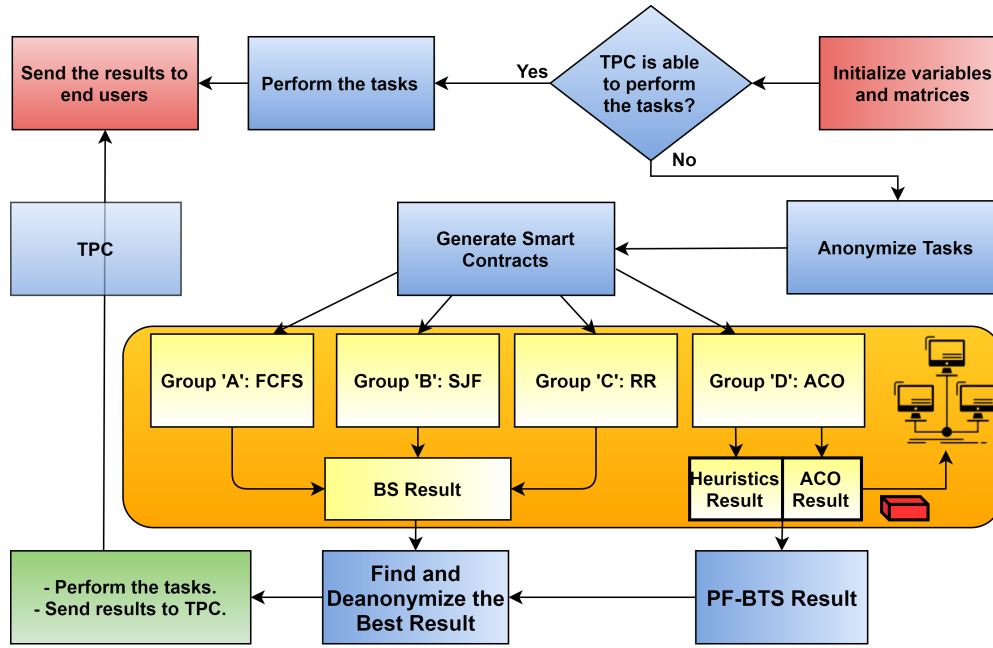 Send the results to
end users
Perform the tasks
Yes
TPC is able
to perform
the tasks?
Initialize variables
and matrices
No
TPC
Generate Smart
Contracts
Anonymize Tasks
Group 'A': FCFS
Group 'B': SJF
Group 'C': RR
Group 'D': ACO
BS Result
Heuristics
Result
ACO
Result
- Perform the tasks.
- Send results to TPC.
Find and
Deanonymize the
Best Result
PF-BTS Result